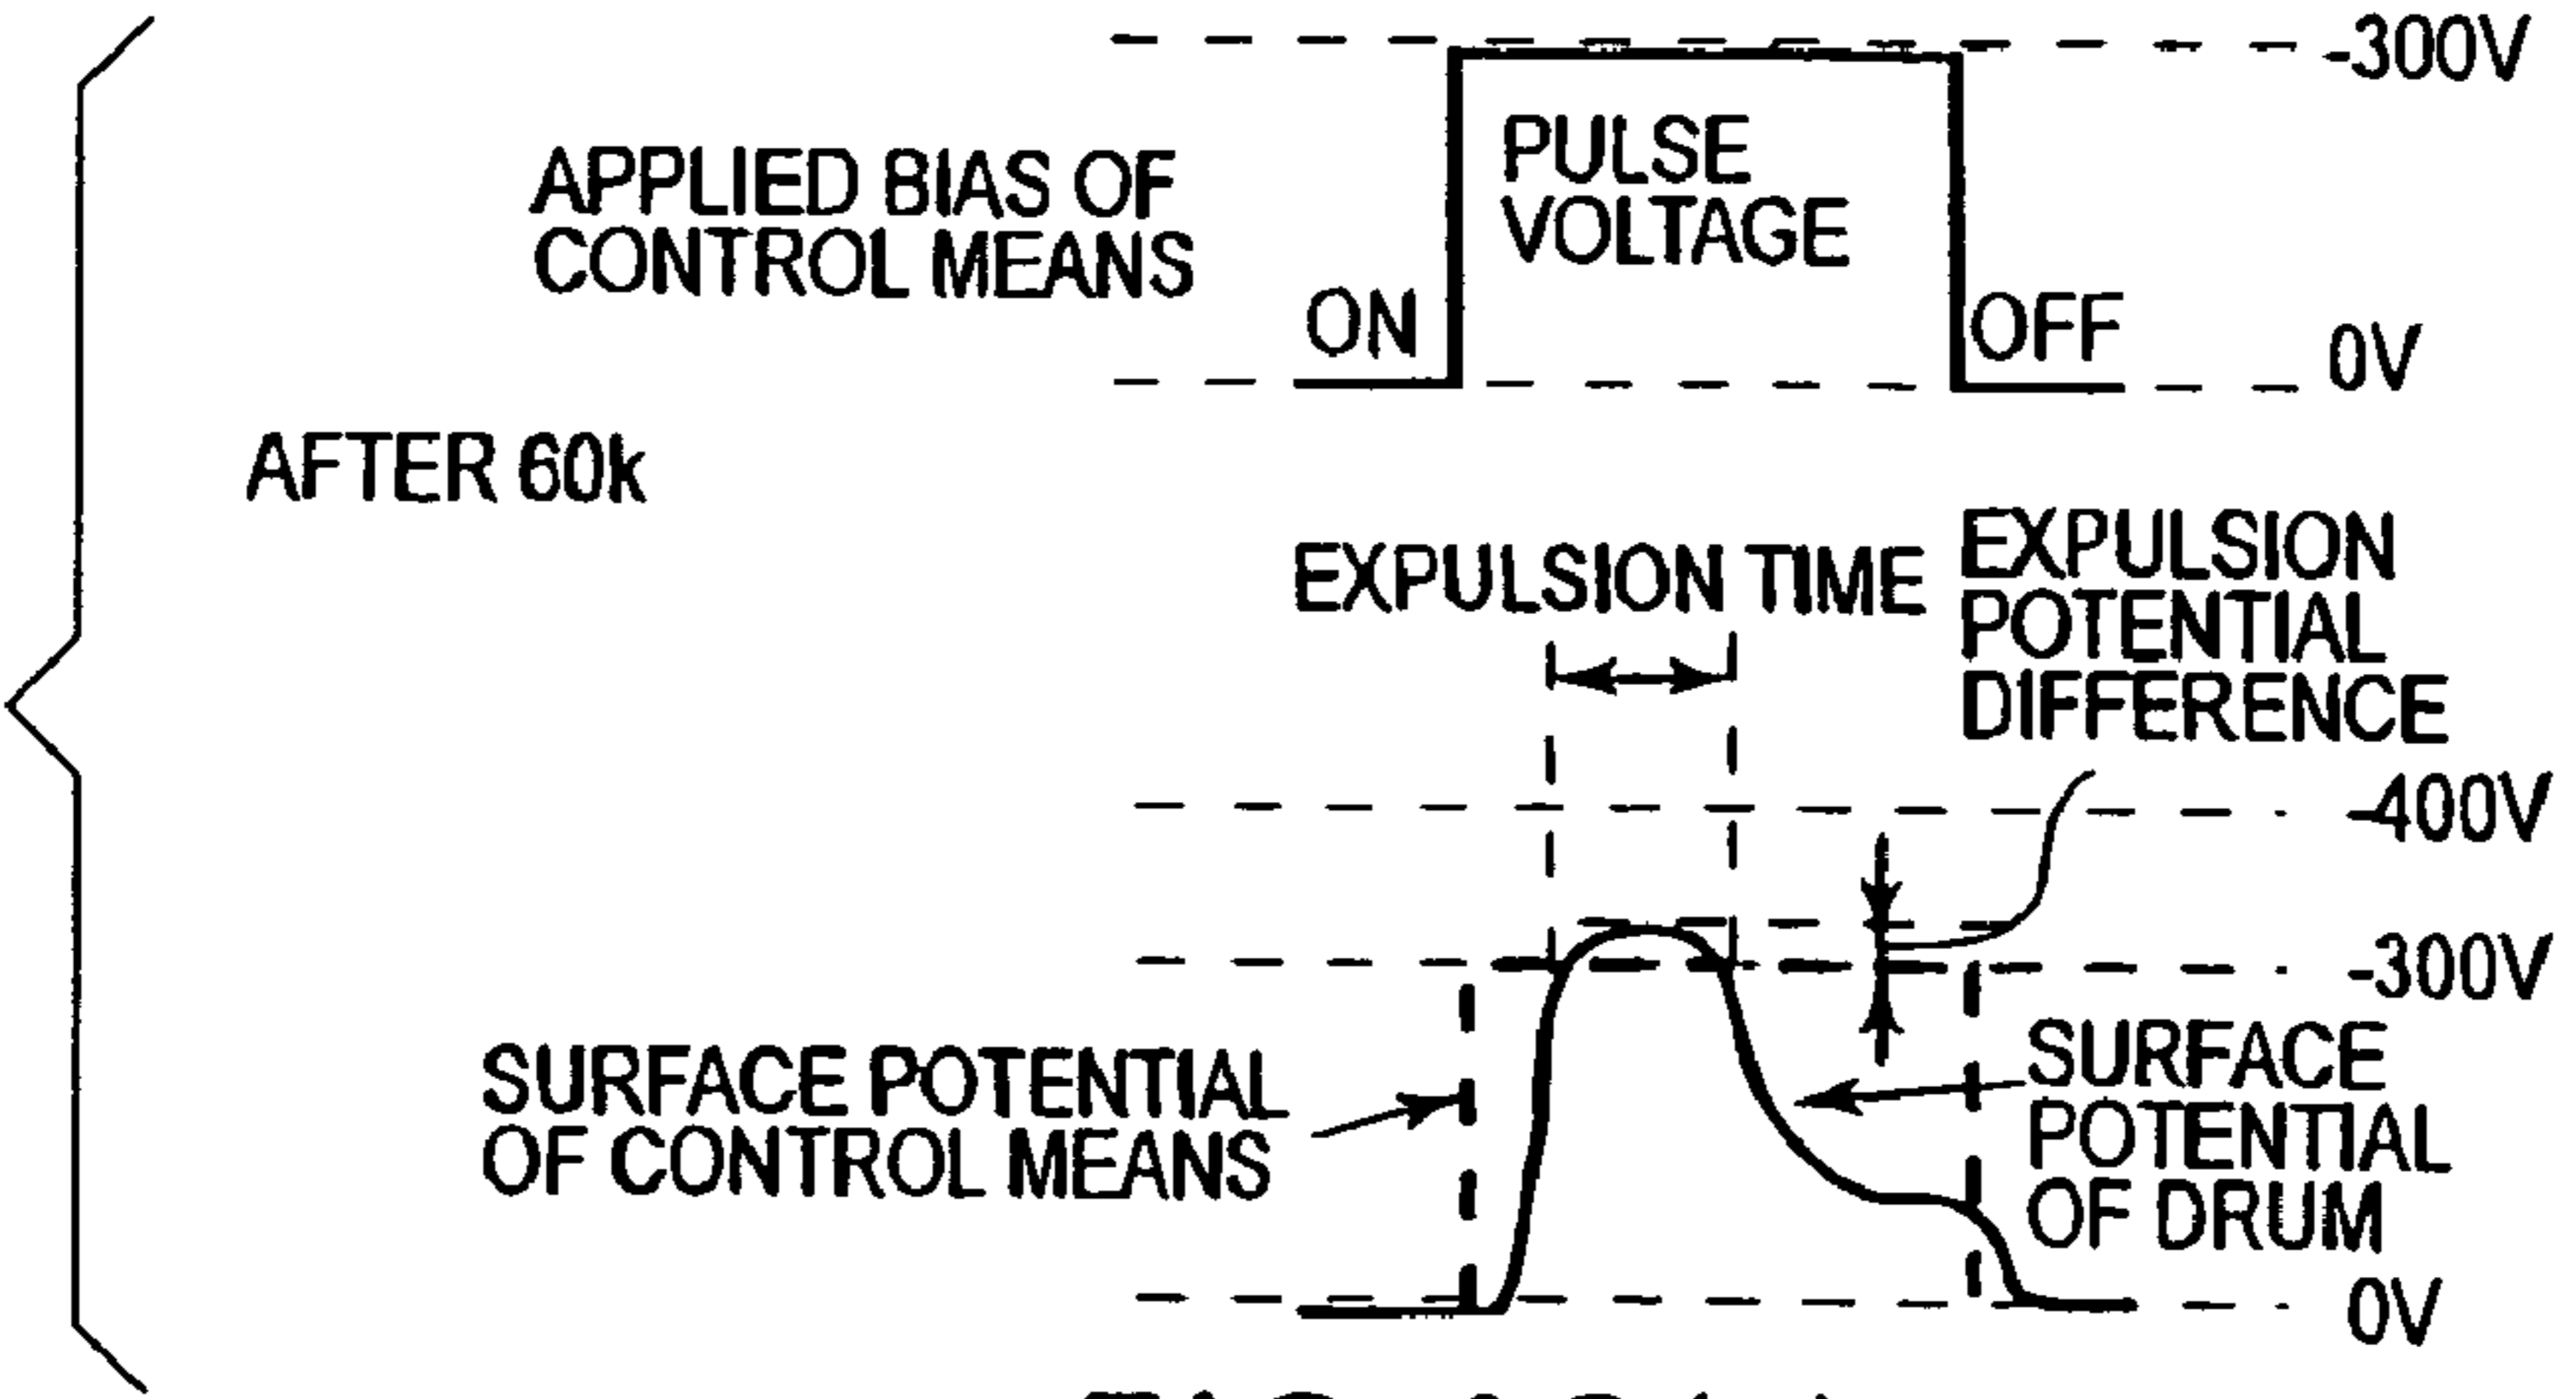 -300V
APPLIED BIAS OF
CONTROL MEANS
PULSE
VOLTAGE
ON
OFF
0V
AFTER 60k
EXPULSION TIME
EXPULSION
POTENTIAL
DIFFERENCE
-400V
-300V
SURFACE POTENTIAL
OF CONTROL MEANS
SURFACE
POTENTIAL
OF DRUM
0V